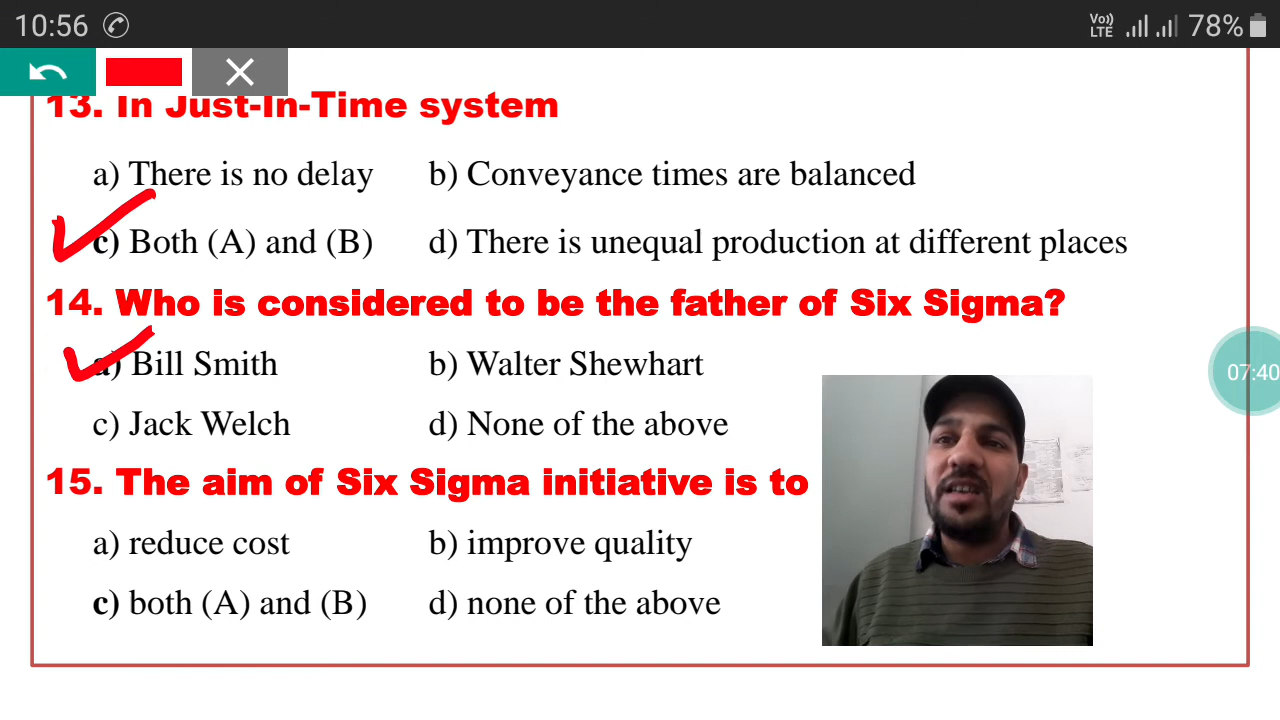 10:56
Vo)) LTE 78%
13. In Just-In-Time system
a) There is no delay b) Conveyance times are balanced
c) Both (A) and (B) d) There is unequal production at different places
14. Who is considered to be the father of Six Sigma?
a) Bill Smith b) Walter Shewhart
07:40
c) Jack Welch d) None of the above
15. The aim of Six Sigma initiative is to
a) reduce cost b) improve quality
c) both (A) and (B) d) none of the above